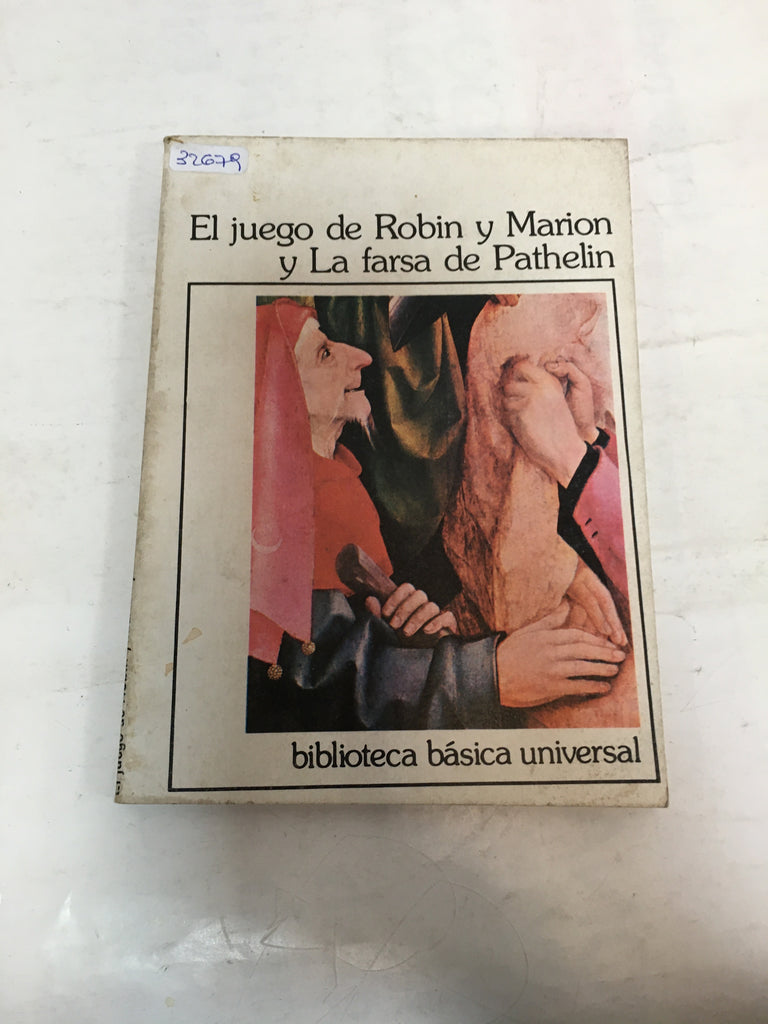 32679
El juego de Robin y Marion
y La farsa de Pathelin
biblioteca básica universal